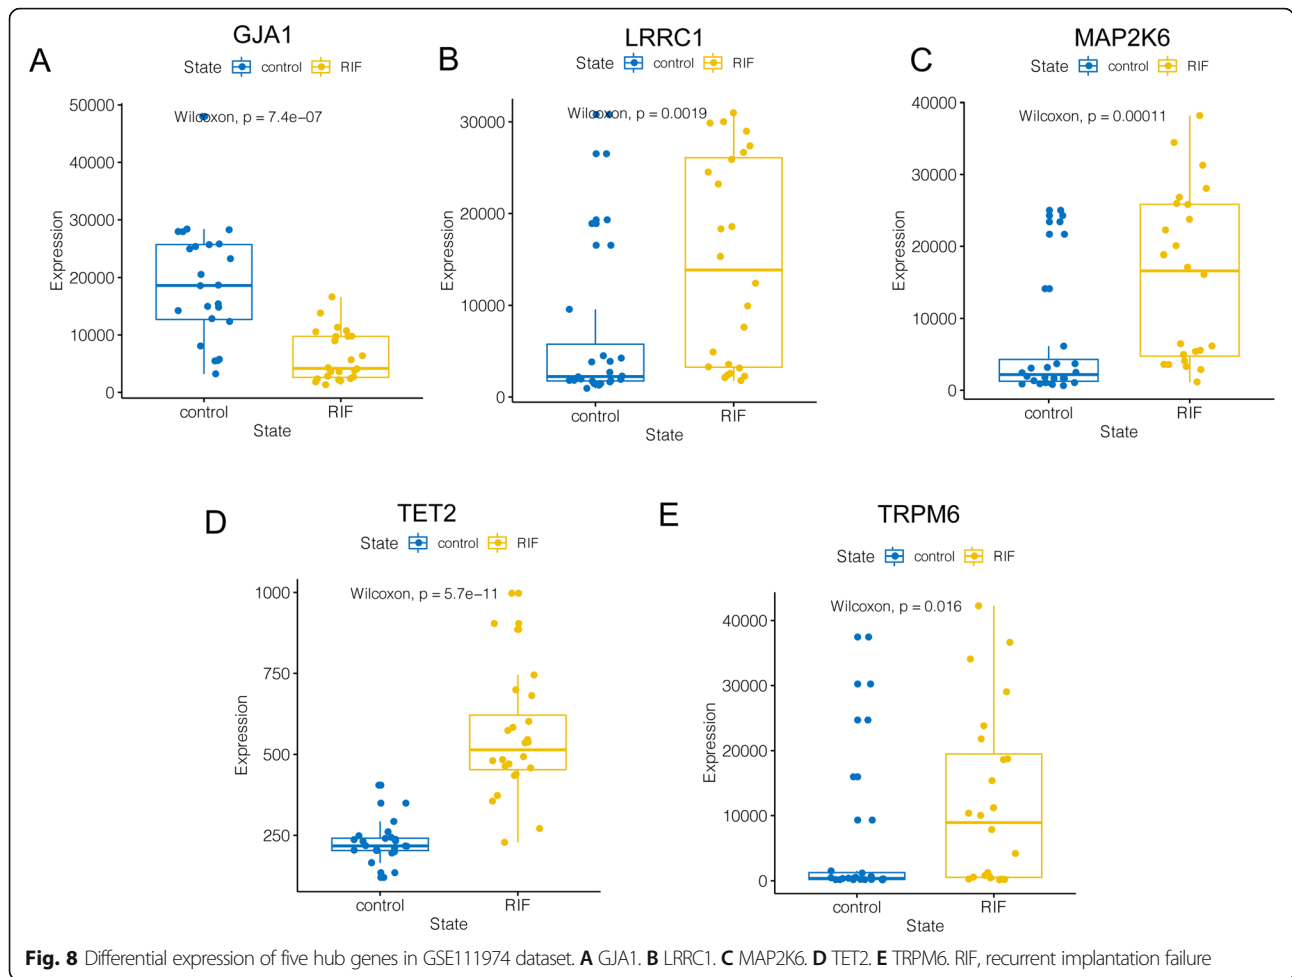 A
GJA1
State control RIF
Wilcoxon, p = 7.4e−07
50000
40000
30000
20000
10000
0
Expression
control RIF
State
B
LRRC1
State control RIF
Wilcoxon, p = 0.0019
30000
20000
10000
0
Expression
control RIF
State
C
MAP2K6
State control RIF
Wilcoxon, p = 0.00011
40000
30000
20000
10000
0
Expression
control RIF
State
D
TET2
State control RIF
Wilcoxon, p = 5.7e−11
1000
750
500
250
Expression
control RIF
State
E
TRPM6
State control RIF
Wilcoxon, p = 0.016
40000
30000
20000
10000
0
Expression
control RIF
State
Fig. 8 Differential expression of five hub genes in GSE111974 dataset. A GJA1. B LRRC1. C MAP2K6. D TET2. E TRPM6. RIF, recurrent implantation failure